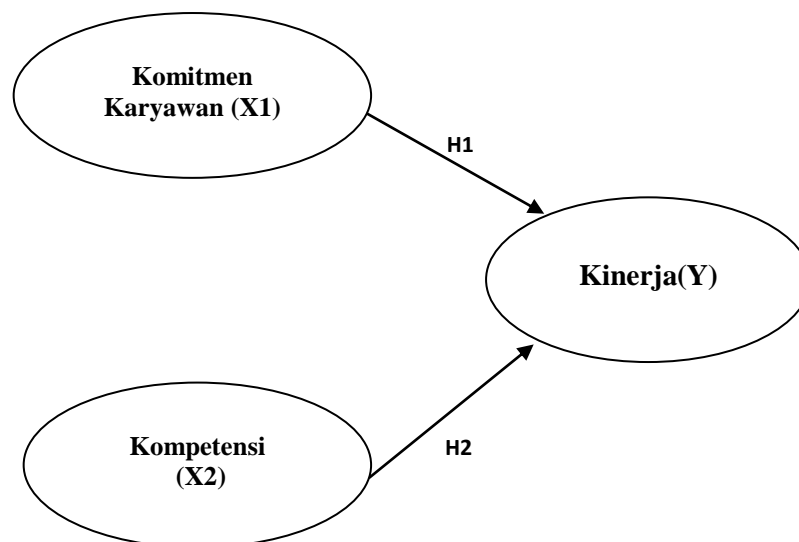 Komitmen
Karyawan (X1)
H1
Kinerja(Y)
Kompetensi
(X2)
H2